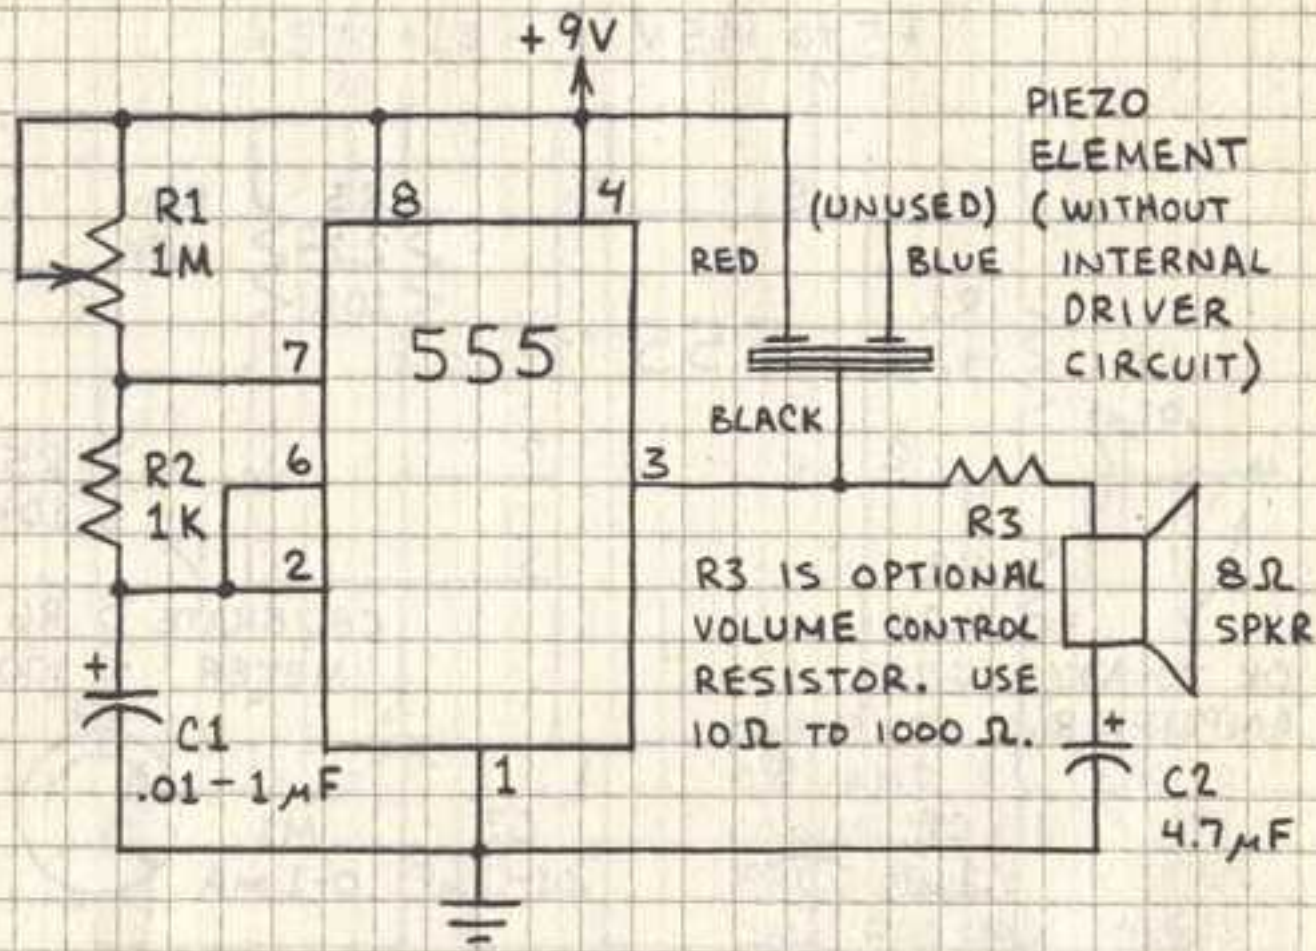 +9V
PIEZO
ELEMENT
(WITHOUT
INTERNAL
DRIVER
CIRCUIT)
8
4
(UNUSED)
R1
1M
RED
BLUE
7
555
BLACK
6
3
R2
1K
R3
2
R3 IS OPTIONAL
VOLUME CONTROL
RESISTOR. USE
10Ω TO 1000Ω.
8Ω
SPKR
+
C1
.01-1μF
1
+
C2
4.7μF